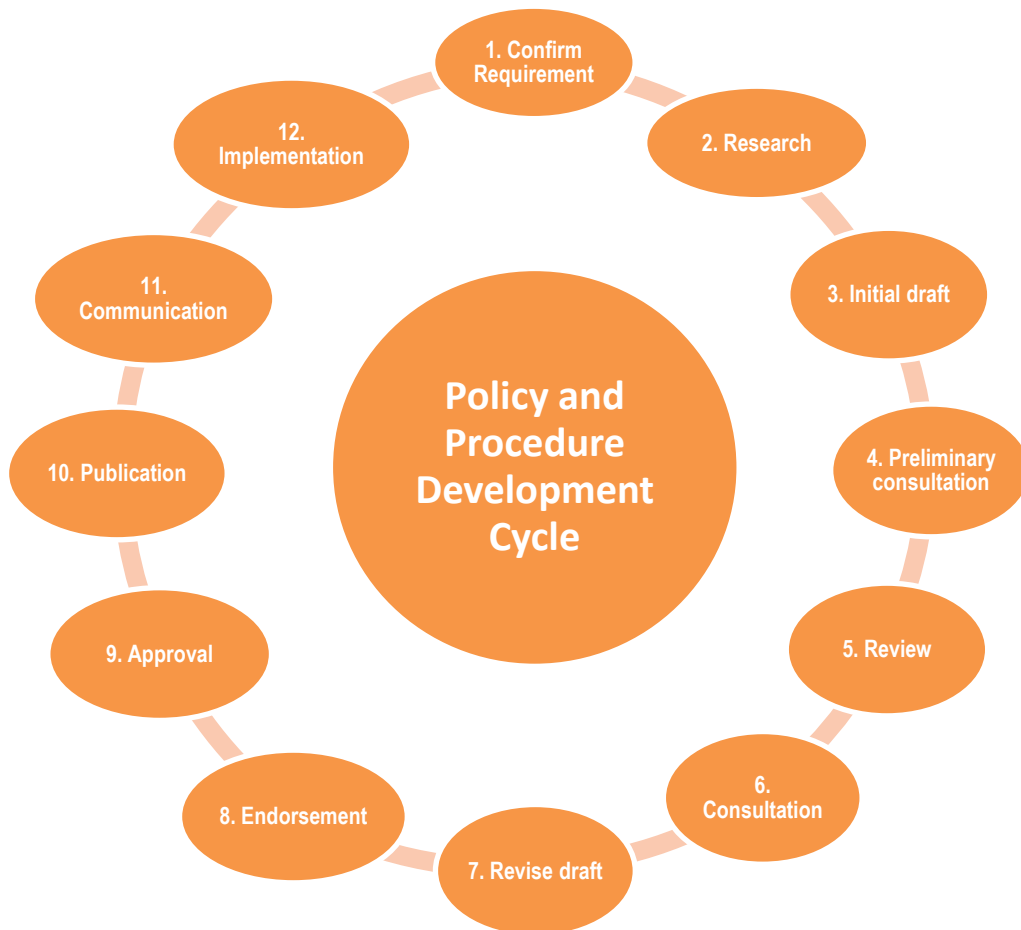 1. Confirm
Requirement
2. Research
3. Initial draft
4. Preliminary
consultation
5. Review
6.
Consultation
7. Revise draft
8. Endorsement
9. Approval
10. Publication
11.
Communication
12.
Implementation
Policy and
Procedure
Development
Cycle